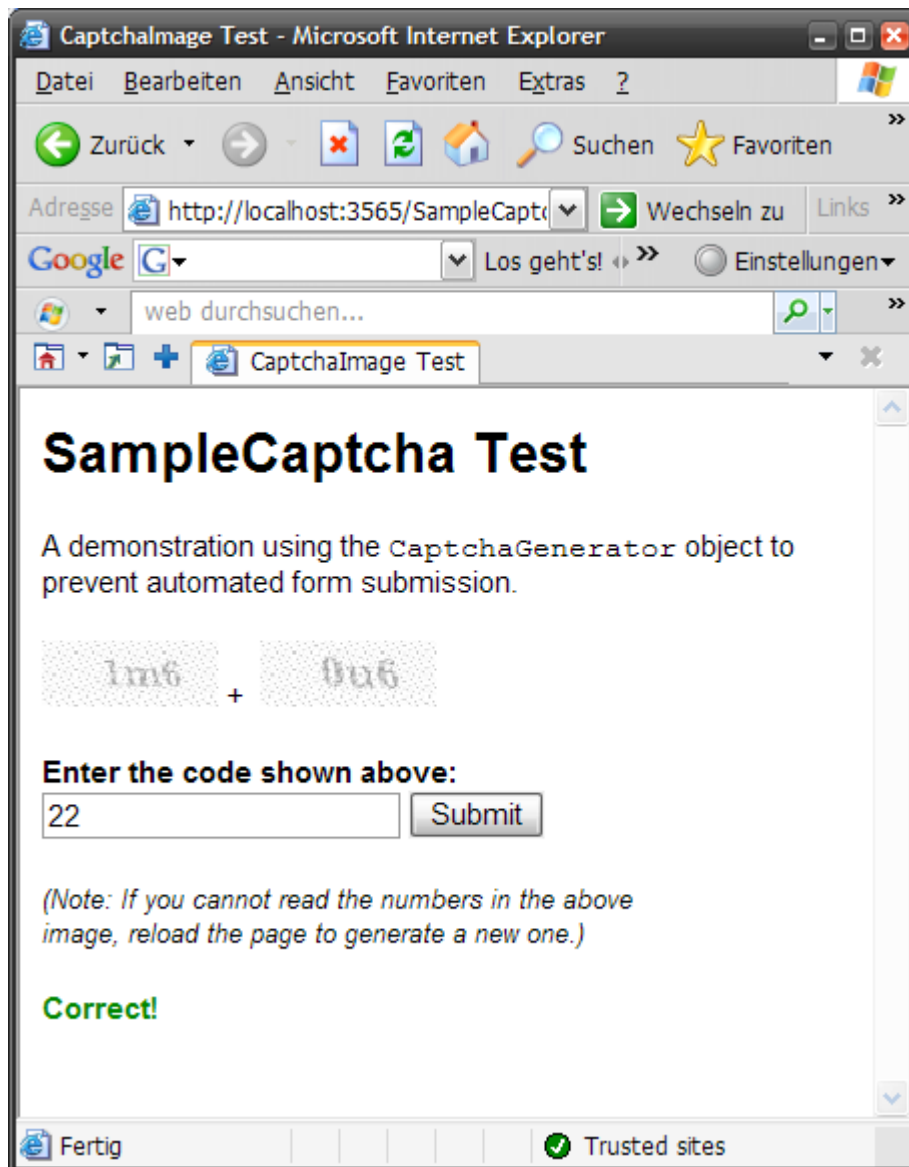 CaptchaImage Test - Microsoft Internet Explorer
Datei Bearbeiten Ansicht Favoriten Extras ?
Zurück Suchen Favoriten »
Adresse http://localhost:3565/SampleCaptc Wechseln zu Links »
Google G Los geht's! » Einstellungen
web durchsuchen... »
CaptchaImage Test
SampleCaptcha Test
A demonstration using the CaptchaGenerator object to
prevent automated form submission.
1m6 + 0u6
Enter the code shown above:
22 Submit
(Note: If you cannot read the numbers in the above
image, reload the page to generate a new one.)
Correct!
Fertig Trusted sites